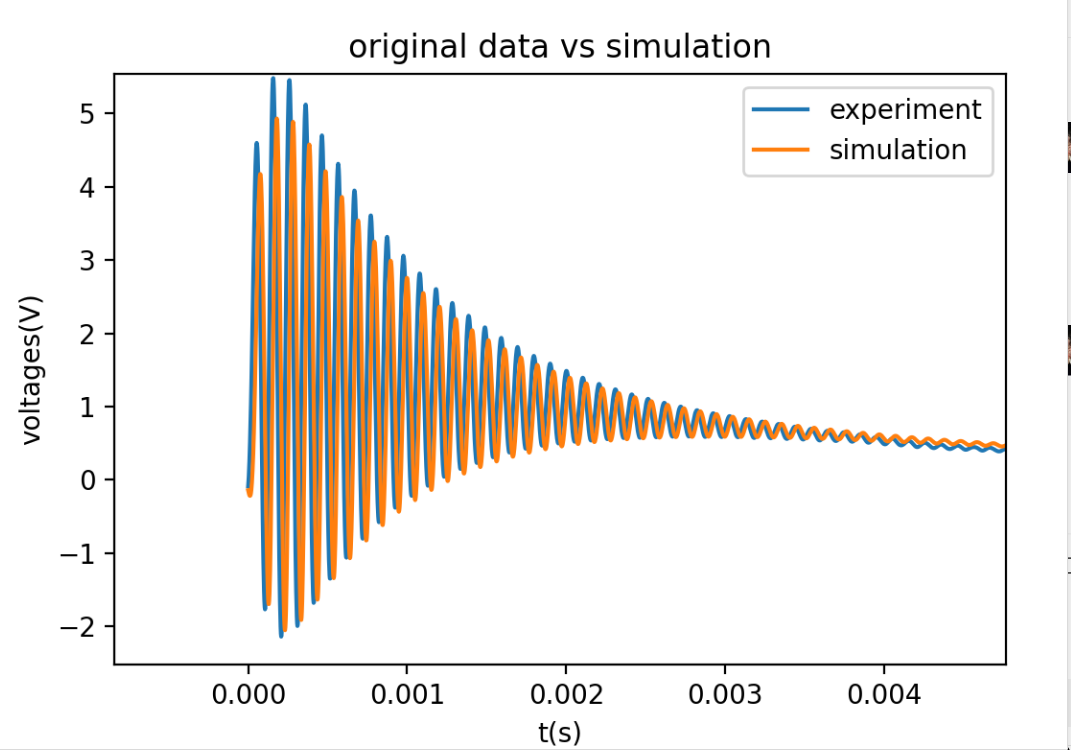 original data vs simulation
experiment
simulation
voltages(V)
5
4
3
2
1
0
−1
−2
0.000 0.001 0.002 0.003 0.004
t(s)